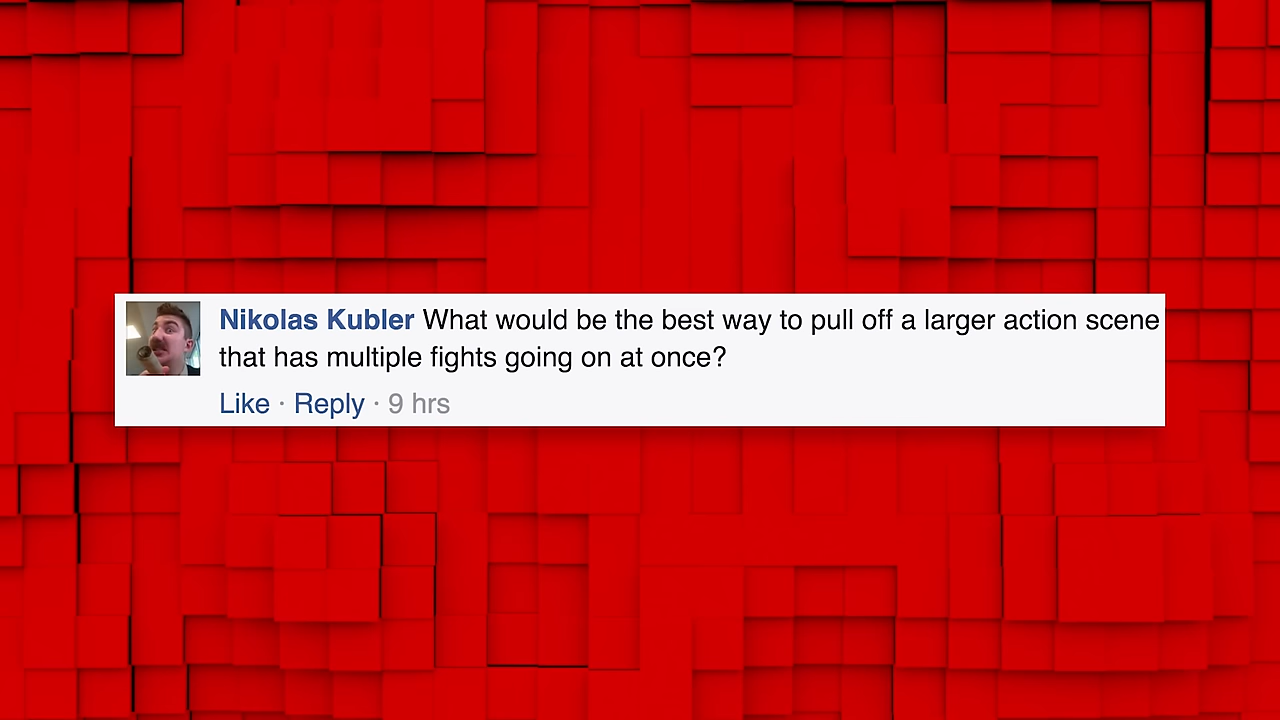 Nikolas Kubler What would be the best way to pull off a larger action scene
that has multiple fights going on at once?
Like · Reply · 9 hrs